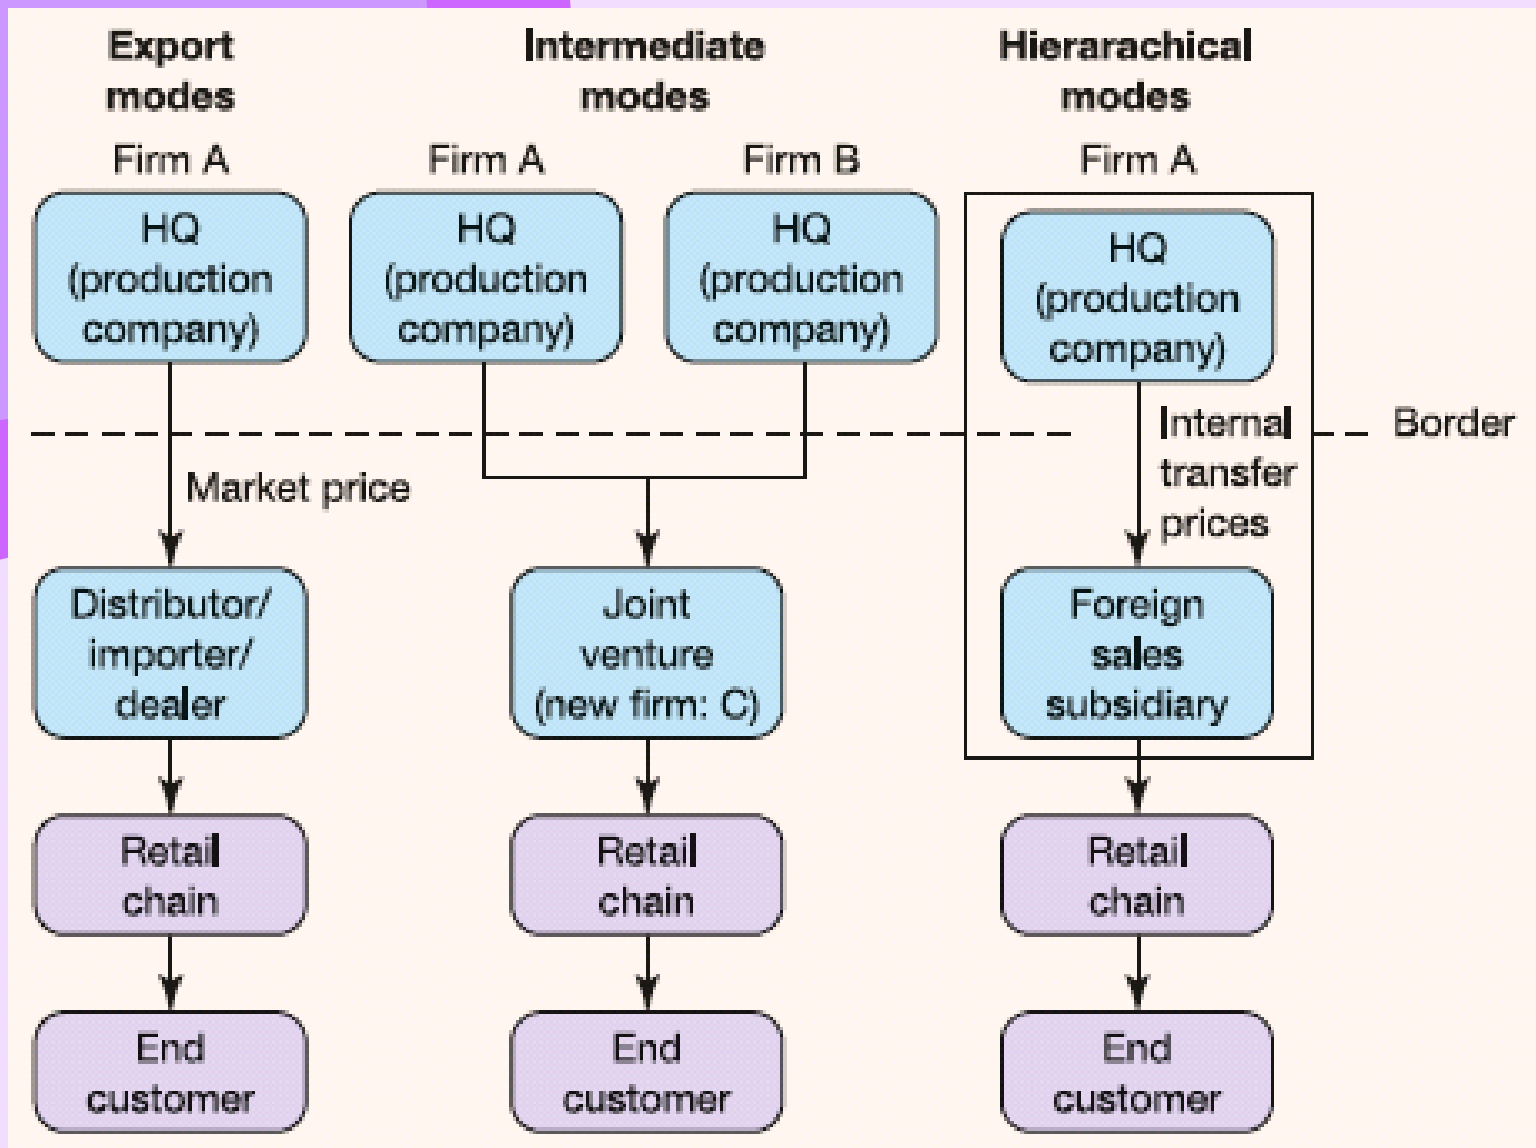 Export
modes
Intermediate
modes
Hierarachical
modes
Firm A
Firm A
Firm B
Firm A
HQ
(production
company)
HQ
(production
company)
HQ
(production
company)
HQ
(production
company)
Border
Market price
Internal
transfer
prices
Distributor/
importer/
dealer
Joint
venture
(new firm: C)
Foreign
sales
subsidiary
Retail
chain
Retail
chain
Retail
chain
End
customer
End
customer
End
customer